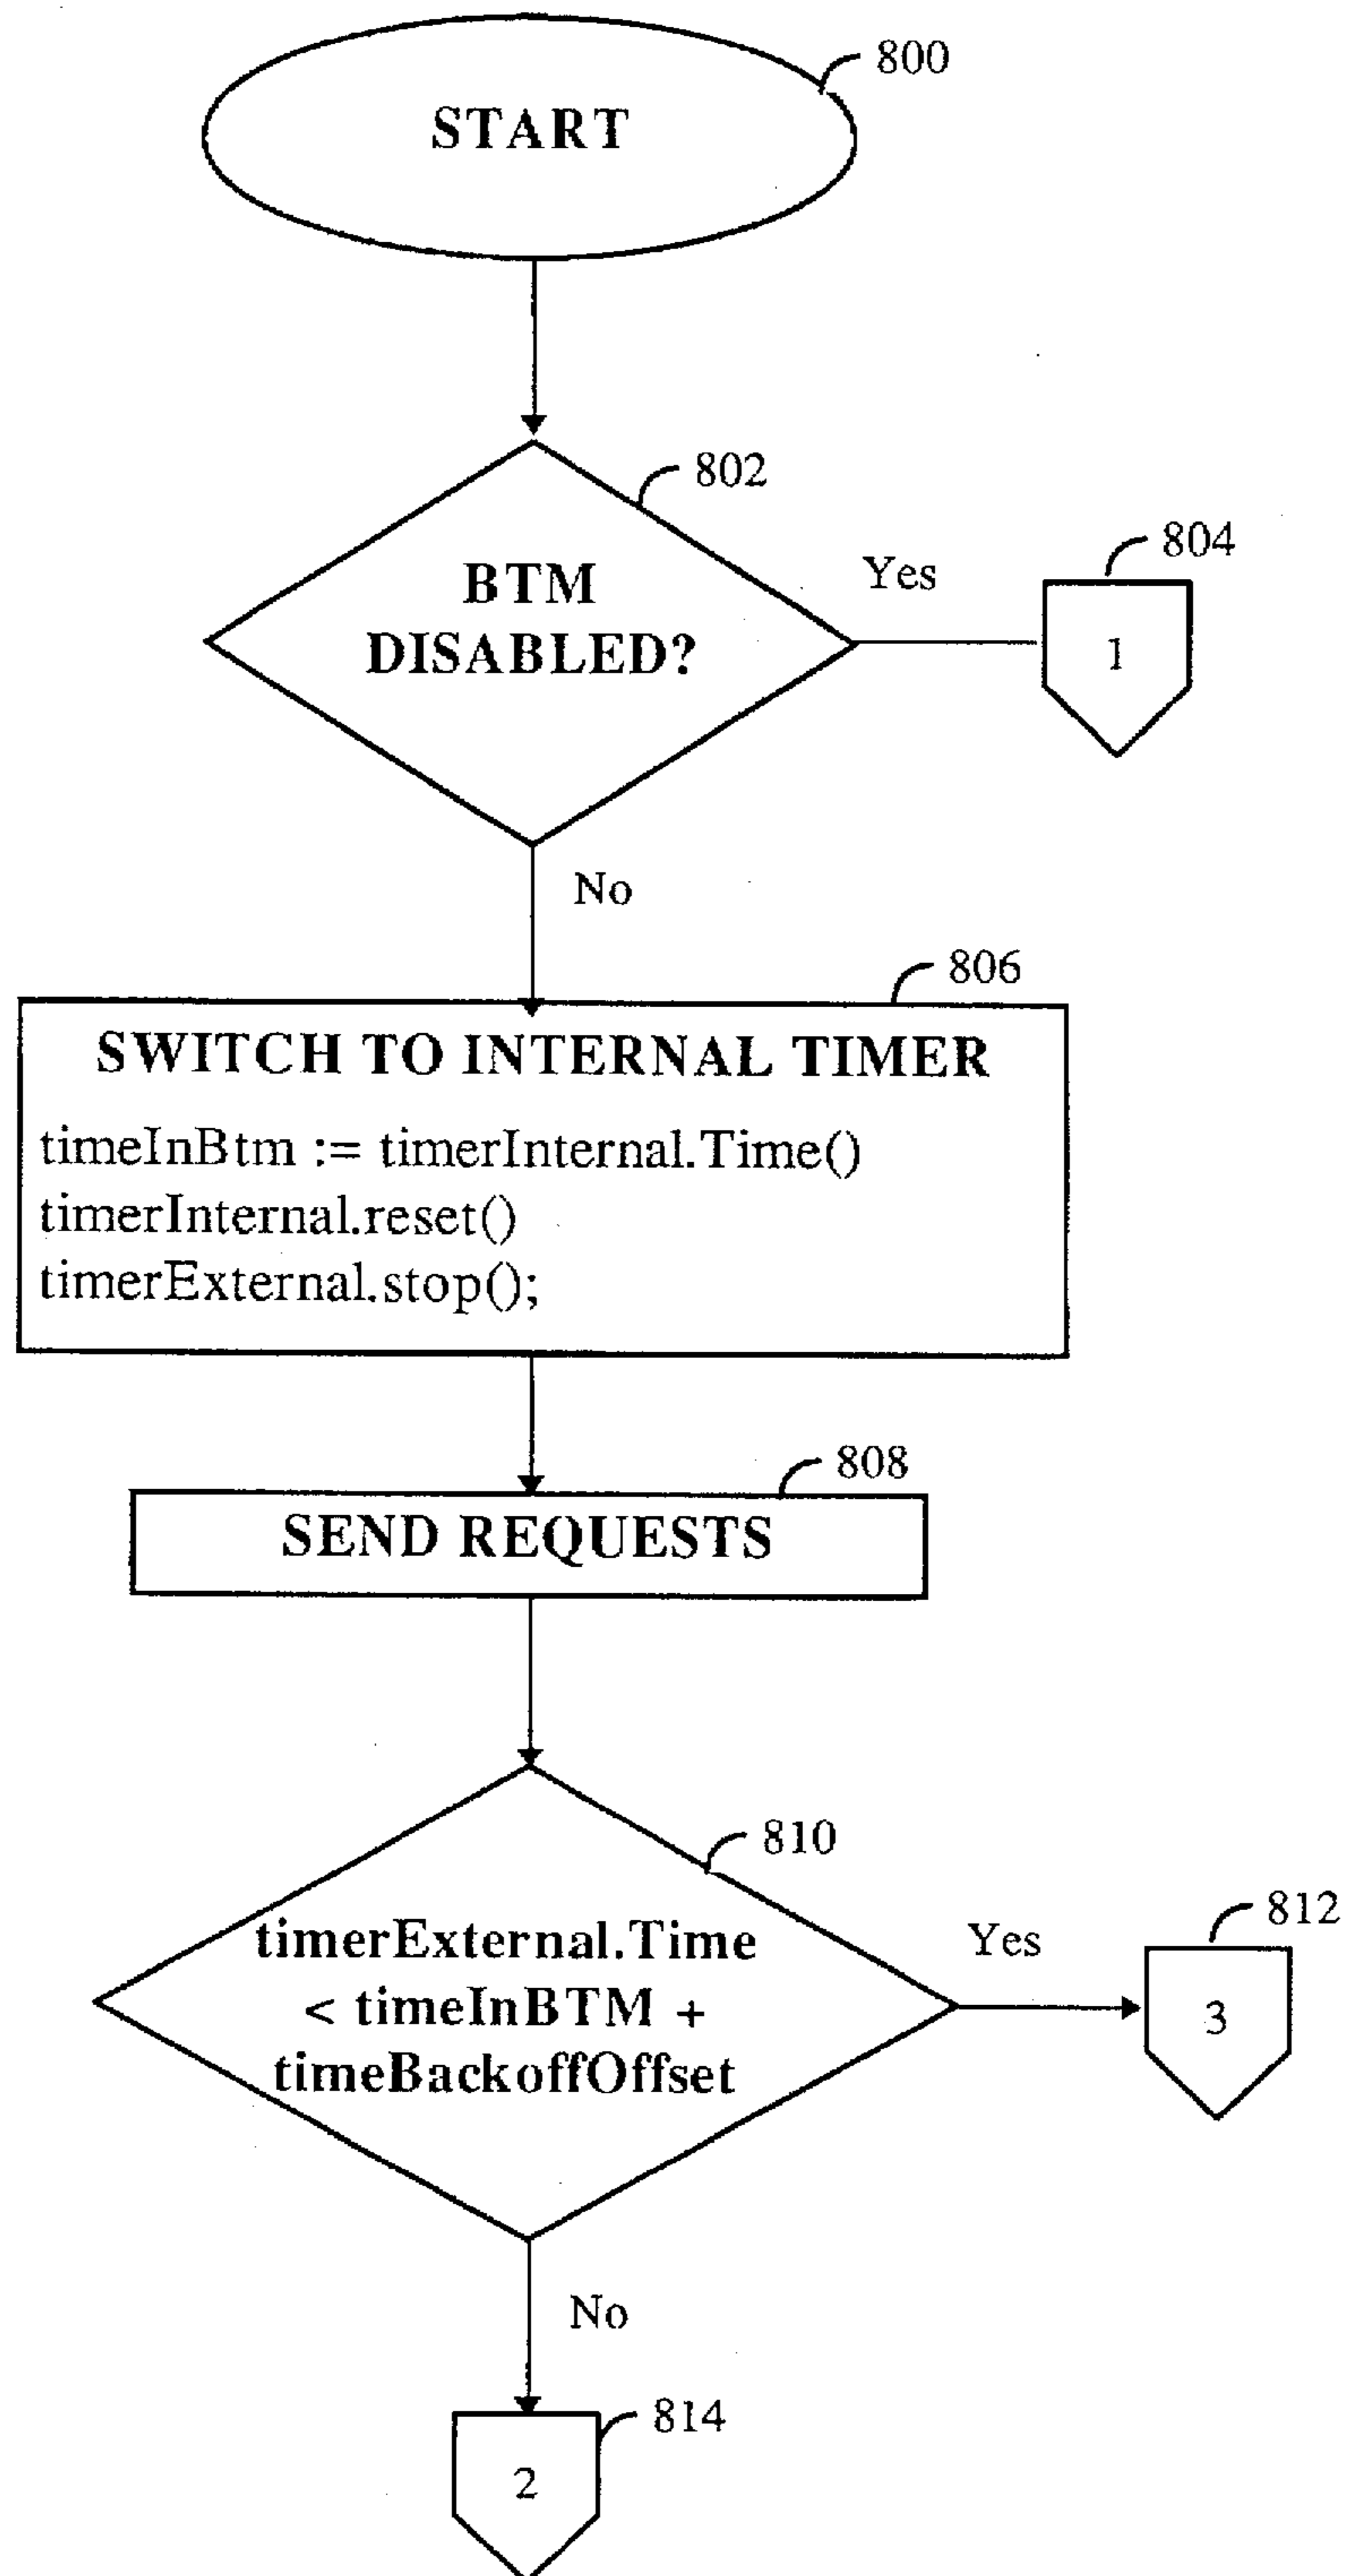 800
START
802
BTM
DISABLED?
Yes
804
1
No
806
SWITCH TO INTERNAL TIMER
timeInBtm := timerInternal.Time()
timerInternal.reset()
timerExternal.stop();
808
SEND REQUESTS
810
timerExternal.Time
< timeInBTM +
timeBackoffOffset
Yes
812
3
No
814
2